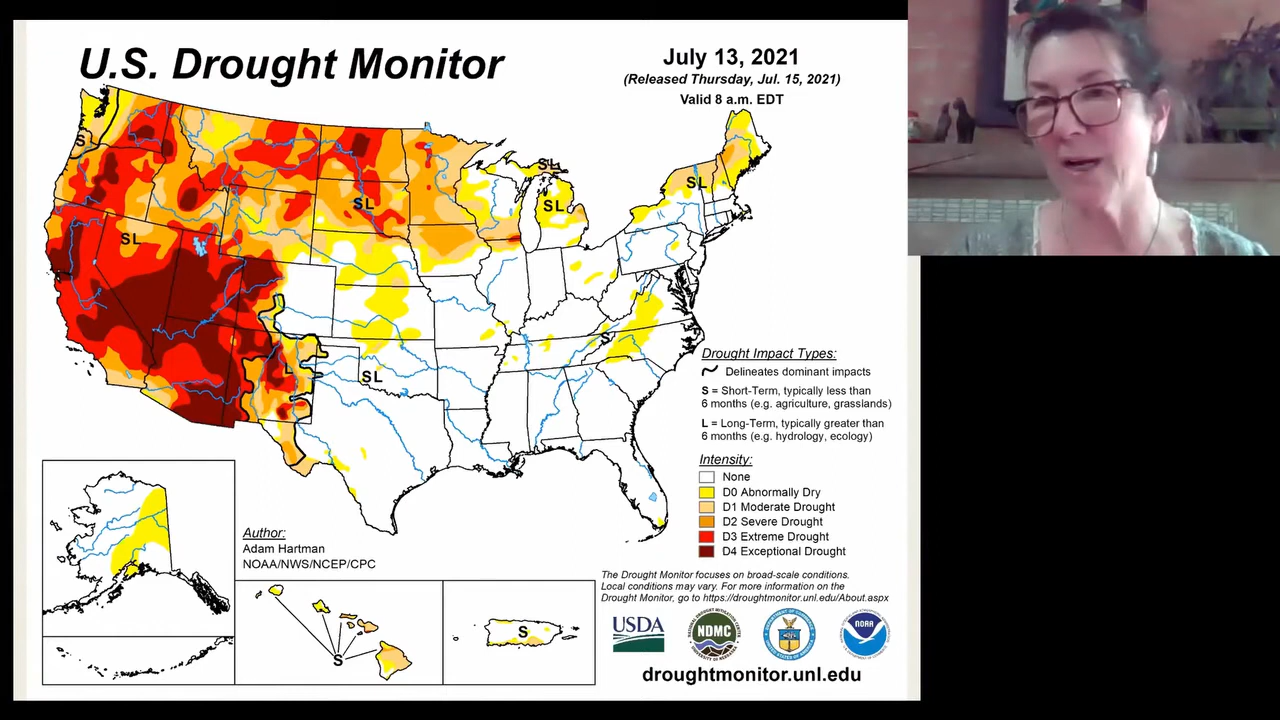 U.S. Drought Monitor
July 13, 2021
(Released Thursday, Jul. 15, 2021)
Valid 8 a.m. EDT
S
SL
SL
SL
SL
SL
S
L
SL
Drought Impact Types:
Delineates dominant impacts
S = Short-Term, typically less than
6 months (e.g. agriculture, grasslands)
L = Long-Term, typically greater than
6 months (e.g. hydrology, ecology)
Intensity:
None
D0 Abnormally Dry
D1 Moderate Drought
D2 Severe Drought
D3 Extreme Drought
D4 Exceptional Drought
Author:
Adam Hartman
NOAA/NWS/NCEP/CPC
S
S
The Drought Monitor focuses on broad-scale conditions.
Local conditions may vary. For more information on the
Drought Monitor, go to https://droughtmonitor.unl.edu/About.aspx
USDA
NDMC
NOAA
droughtmonitor.unl.edu